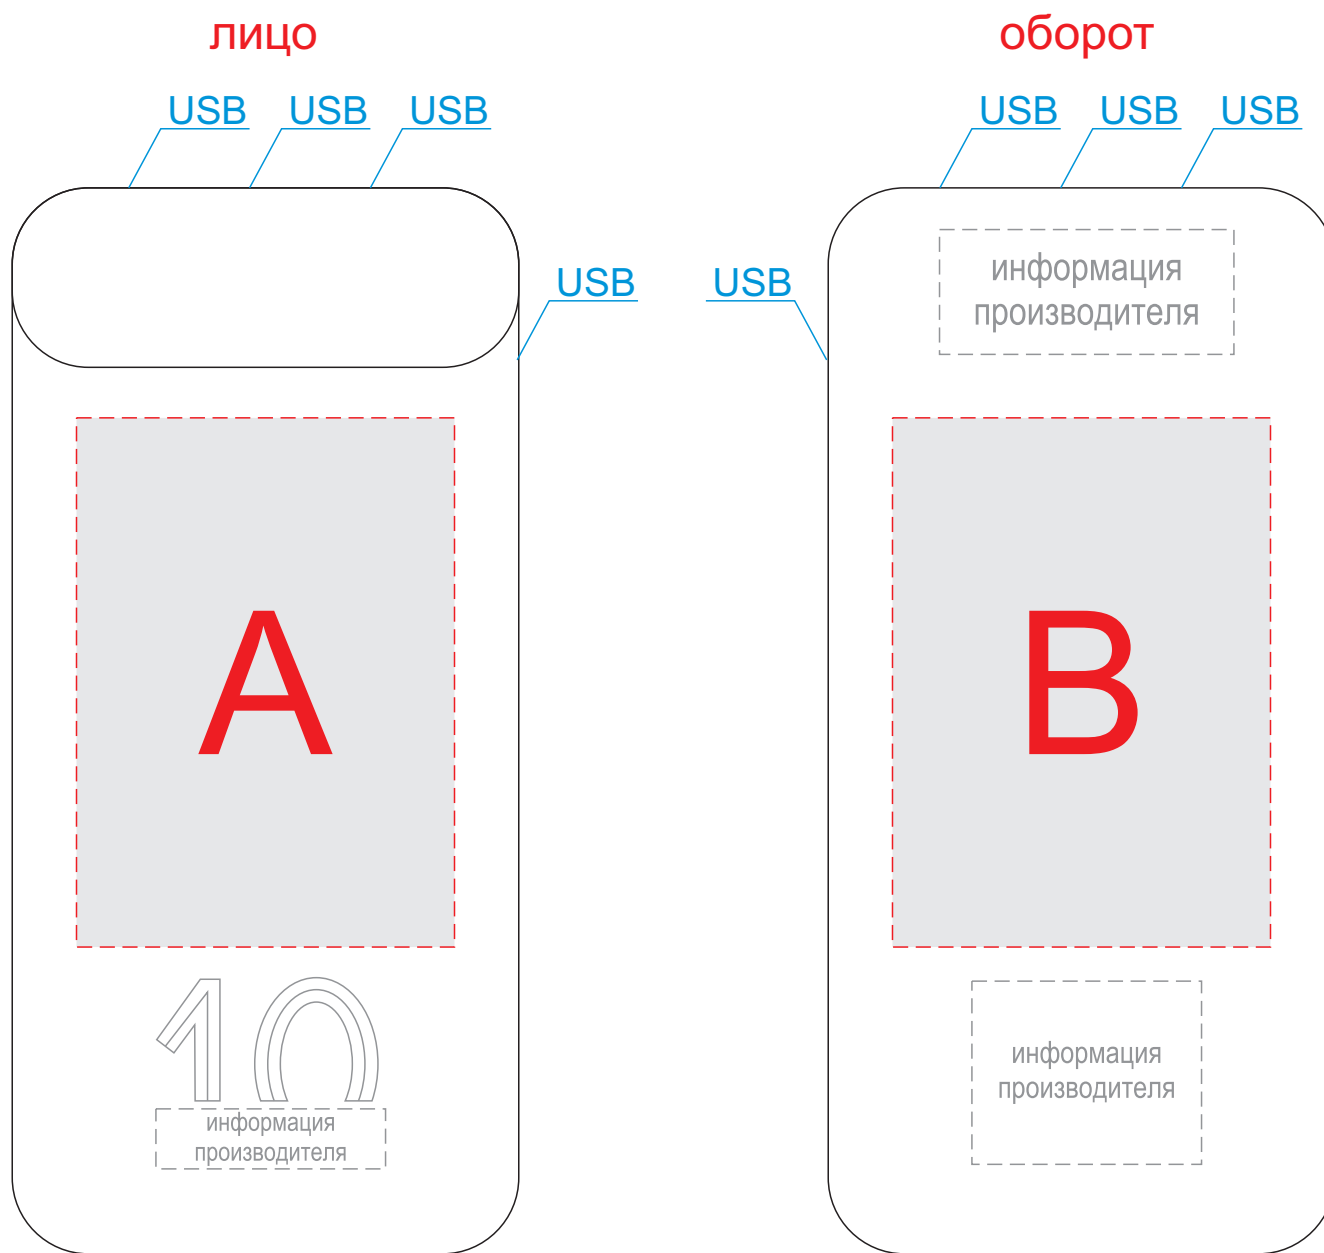 лицо
оборот
USB USB USB
USB USB USB
USB
USB
информация
производителя
A
B
10
информация
производителя
информация
производителя